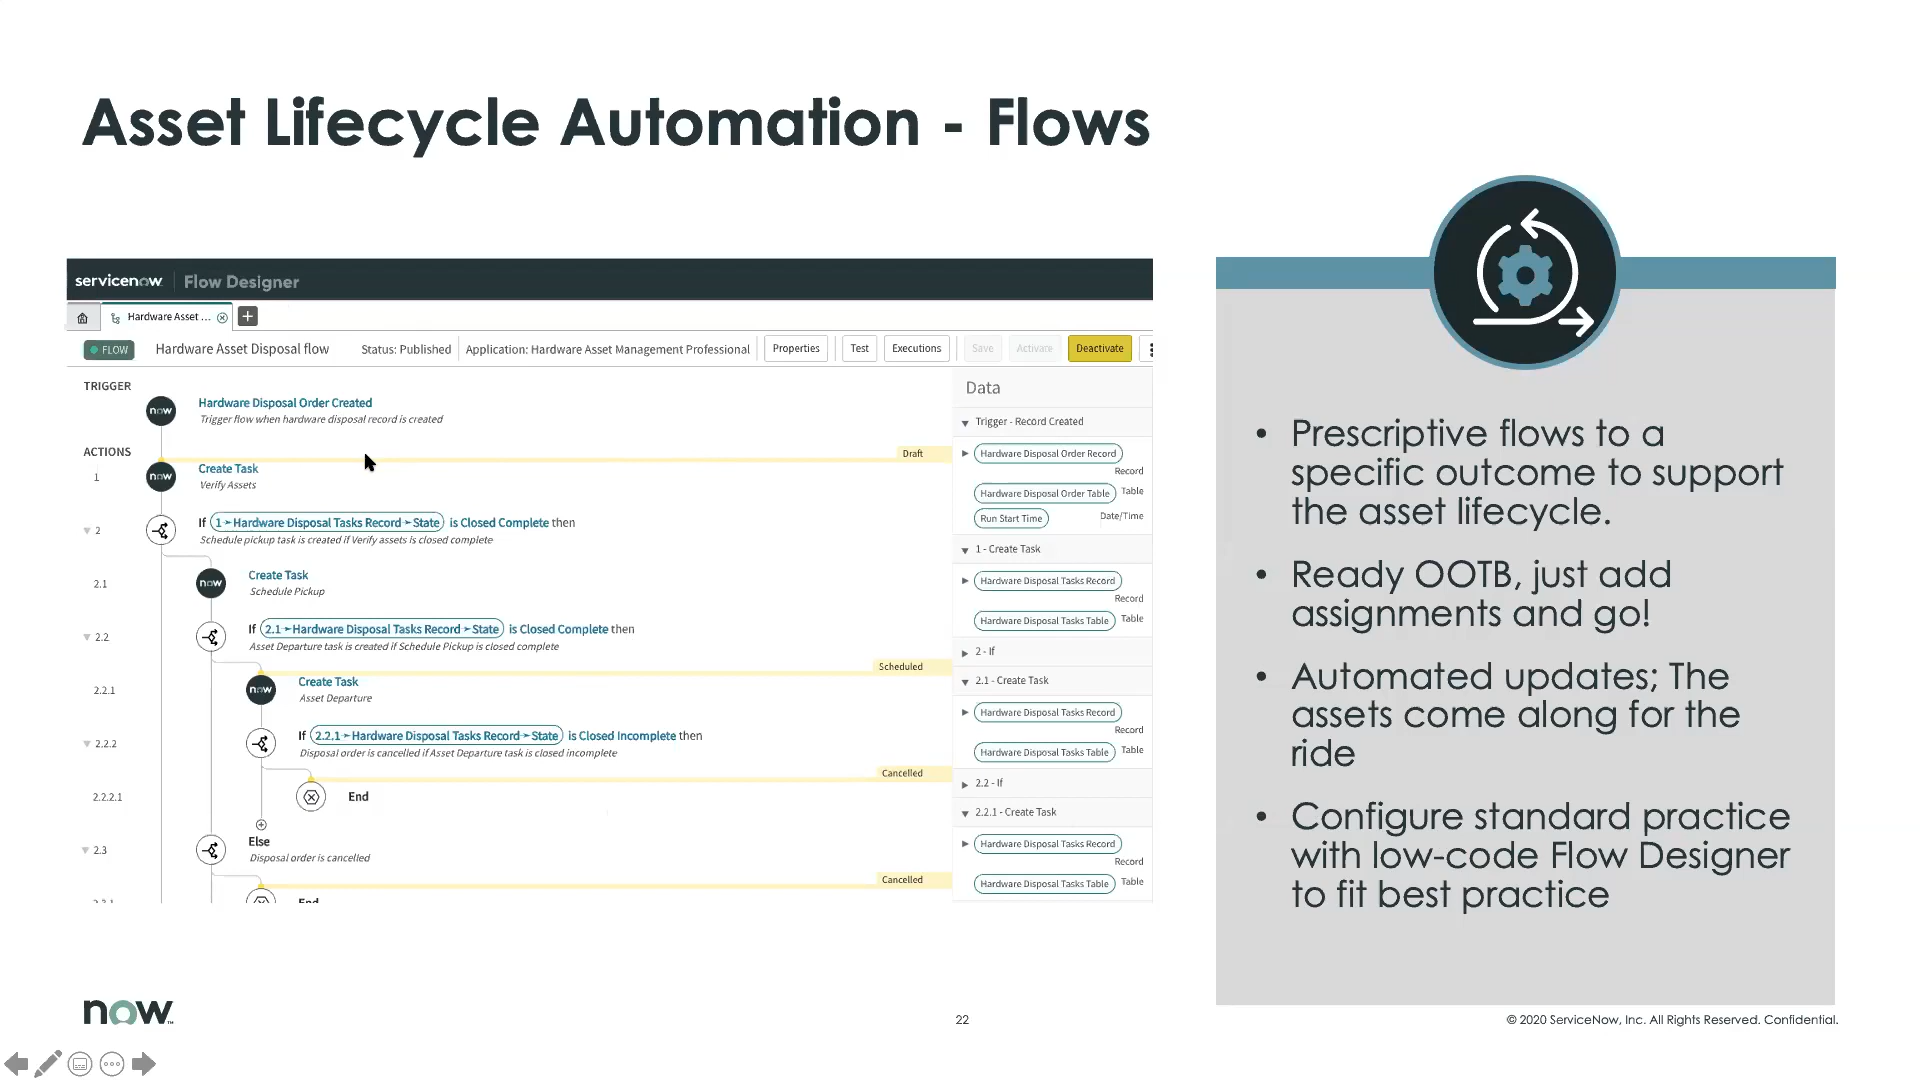 Asset Lifecycle Automation - Flows
servicenow Flow Designer
Hardware Asset ...
FLOW Hardware Asset Disposal flow Status: Published Application: Hardware Asset Management Professional Properties Test Executions Save Activate Deactivate
TRIGGER
now Hardware Disposal Order Created
Trigger flow when hardware disposal record is created
ACTIONS
Draft
1 now Create Task
Verify Assets
2 If 1➛Hardware Disposal Tasks Record➛State is Closed Complete then
Schedule pickup task is created if Verify assets is closed complete
2.1 now Create Task
Schedule Pickup
2.2 If 2.1➛Hardware Disposal Tasks Record➛State is Closed Complete then
Asset Departure task is created if Schedule Pickup is closed complete
Scheduled
2.2.1 now Create Task
Asset Departure
2.2.2 If 2.2.1➛Hardware Disposal Tasks Record➛State is Closed Incomplete then
Disposal order is cancelled if Asset Departure task is closed incomplete
Cancelled
2.2.2.1 End
Else
2.3 Disposal order is cancelled
Cancelled
End
Data
Trigger - Record Created
Hardware Disposal Order Record
Record
Hardware Disposal Order Table Table
Run Start Time Date/Time
1 - Create Task
Hardware Disposal Tasks Record
Record
Hardware Disposal Tasks Table Table
2 - If
2.1 - Create Task
Hardware Disposal Tasks Record
Record
Hardware Disposal Tasks Table Table
2.2 - If
2.2.1 - Create Task
Hardware Disposal Tasks Record
Record
Hardware Disposal Tasks Table Table
• Prescriptive flows to a
specific outcome to support
the asset lifecycle.
• Ready OOTB, just add
assignments and go!
• Automated updates; The
assets come along for the
ride
• Configure standard practice
with low-code Flow Designer
to fit best practice
now™
22
© 2020 ServiceNow, Inc. All Rights Reserved. Confidential.